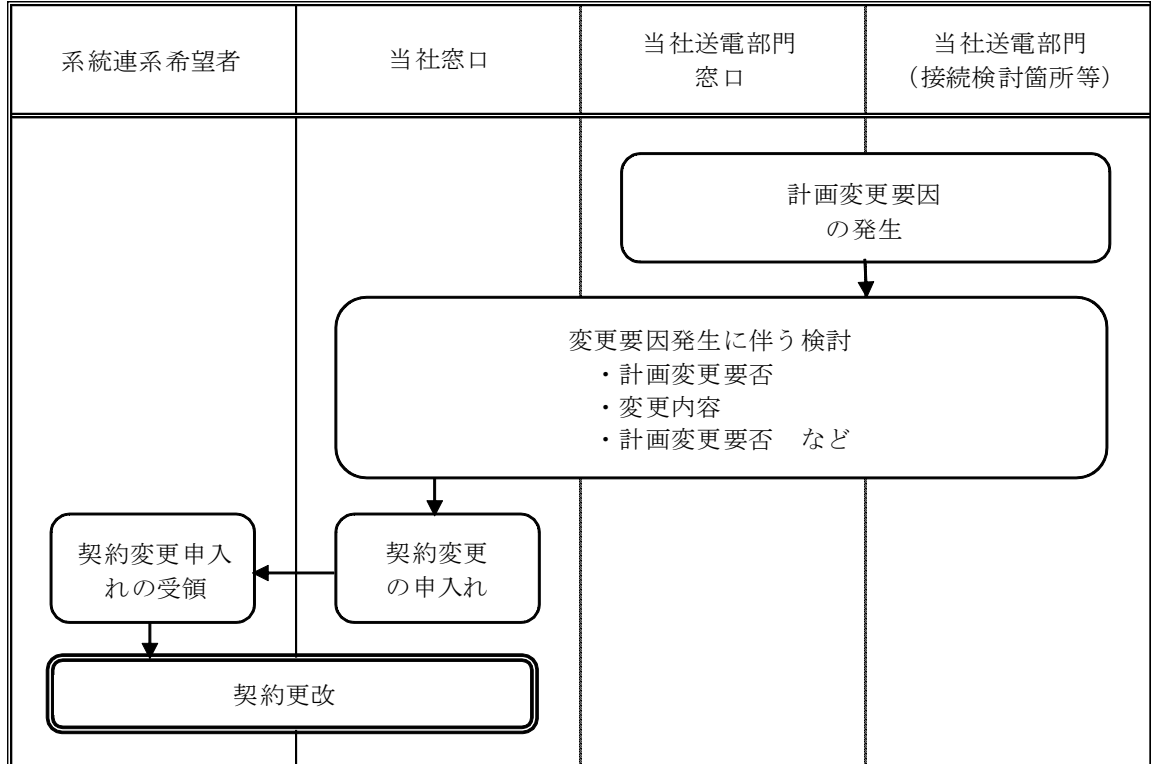 系統連系希望者
当社窓口
当社送電部門
窓口
当社送電部門
（接続検討箇所等）
計画変更要因
の発生
変更要因発生に伴う検討
・計画変更要否
・変更内容
・計画変更要否　など
契約変更申入
れの受領
契約変更
の申入れ
契約更改